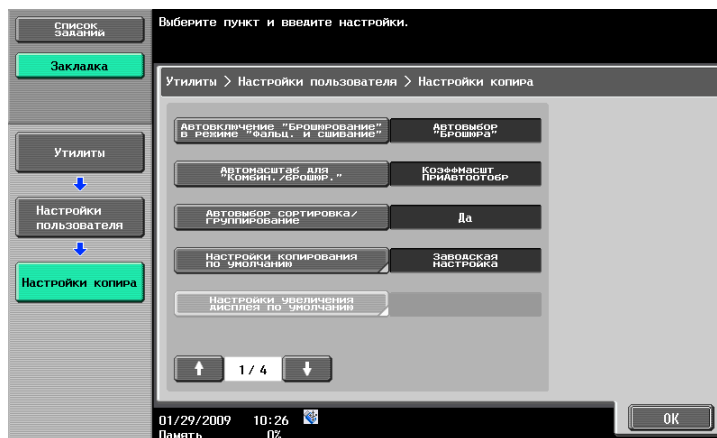 Список
заданий
Выберите пункт и введите настройки.
Закладка
Утилиты > Настройки пользователя > Настройки копира
Автовключение "Брошюрование"
в режиме "Фальц. и сшивание"
Автовыбор
"Брошюра"
Утилиты
Автомасштаб для
"Комбин./брошюр."
КоэффМасшт
ПриАвтоотобр
Настройки
пользователя
Автовыбор сортировка/
группирование
Да
Настройки копира
Настройки копирования
по умолчанию
Заводская
настройка
Настройки увеличения
дисплея по умолчанию
1/ 4
OK
01/29/2009 10:26
Память 0%